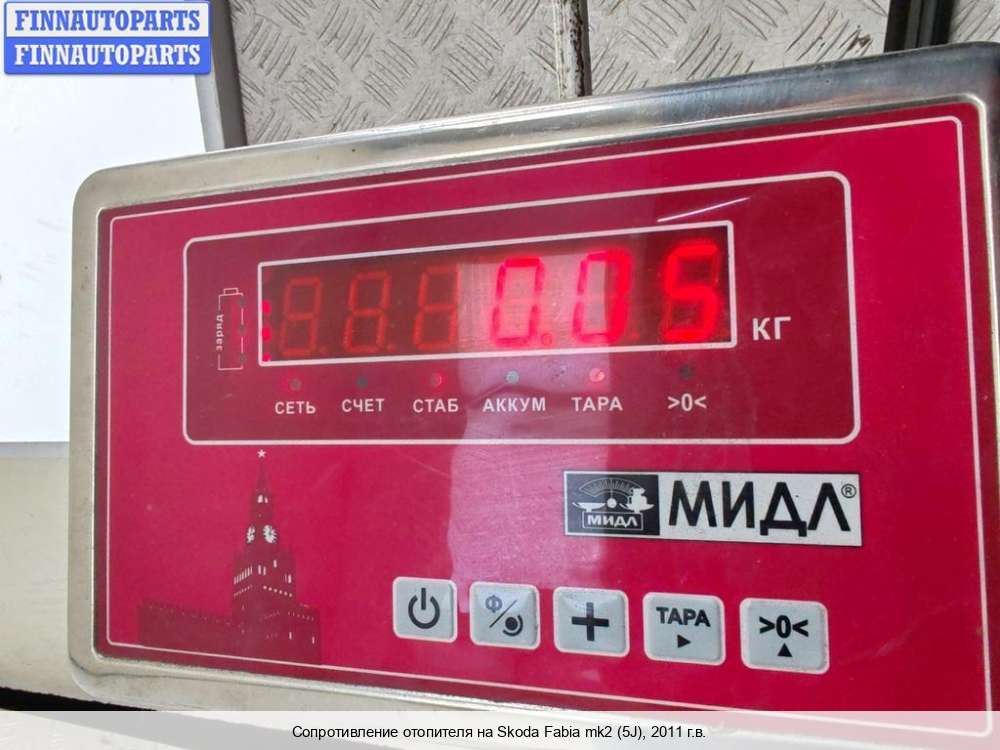 FINNAUTOPARTS
FINNAUTOPARTS
заряд
0.05
кг
СЕТЬ СЧЕТ СТАБ АККУМ ТАРА >0<
МИДЛ МИДЛ®
Ф
ТАРА >0<
Сопротивление отопителя на Skoda Fabia mk2 (5J), 2011 г.в.